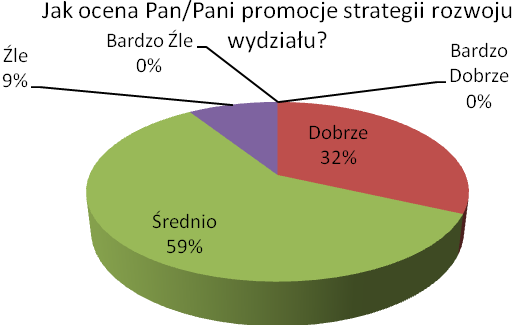 Jak ocena Pan/Pani promocje strategii rozwoju
wydziału?
Źle
9%
Bardzo Źle
0%
Bardzo
Dobrze
0%
Dobrze
32%
Średnio
59%